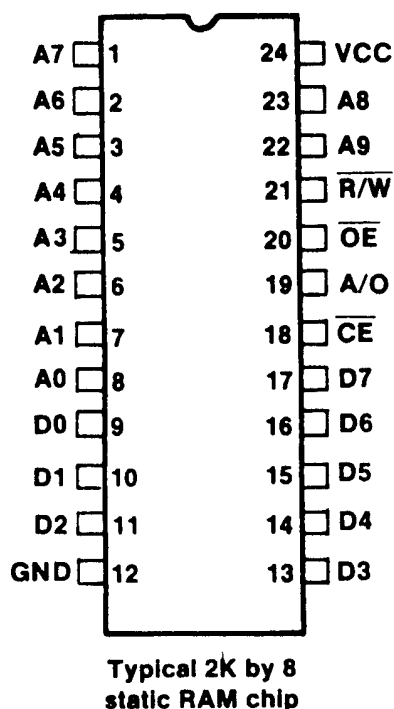 A7 1 24 VCC
A6 2 23 A8
A5 3 22 A9
A4 4 21 R/W
A3 5 20 OE
A2 6 19 A/O
A1 7 18 CE
A0 8 17 D7
D0 9 16 D6
D1 10 15 D5
D2 11 14 D4
GND 12 13 D3
Typical 2K by 8
static RAM chip